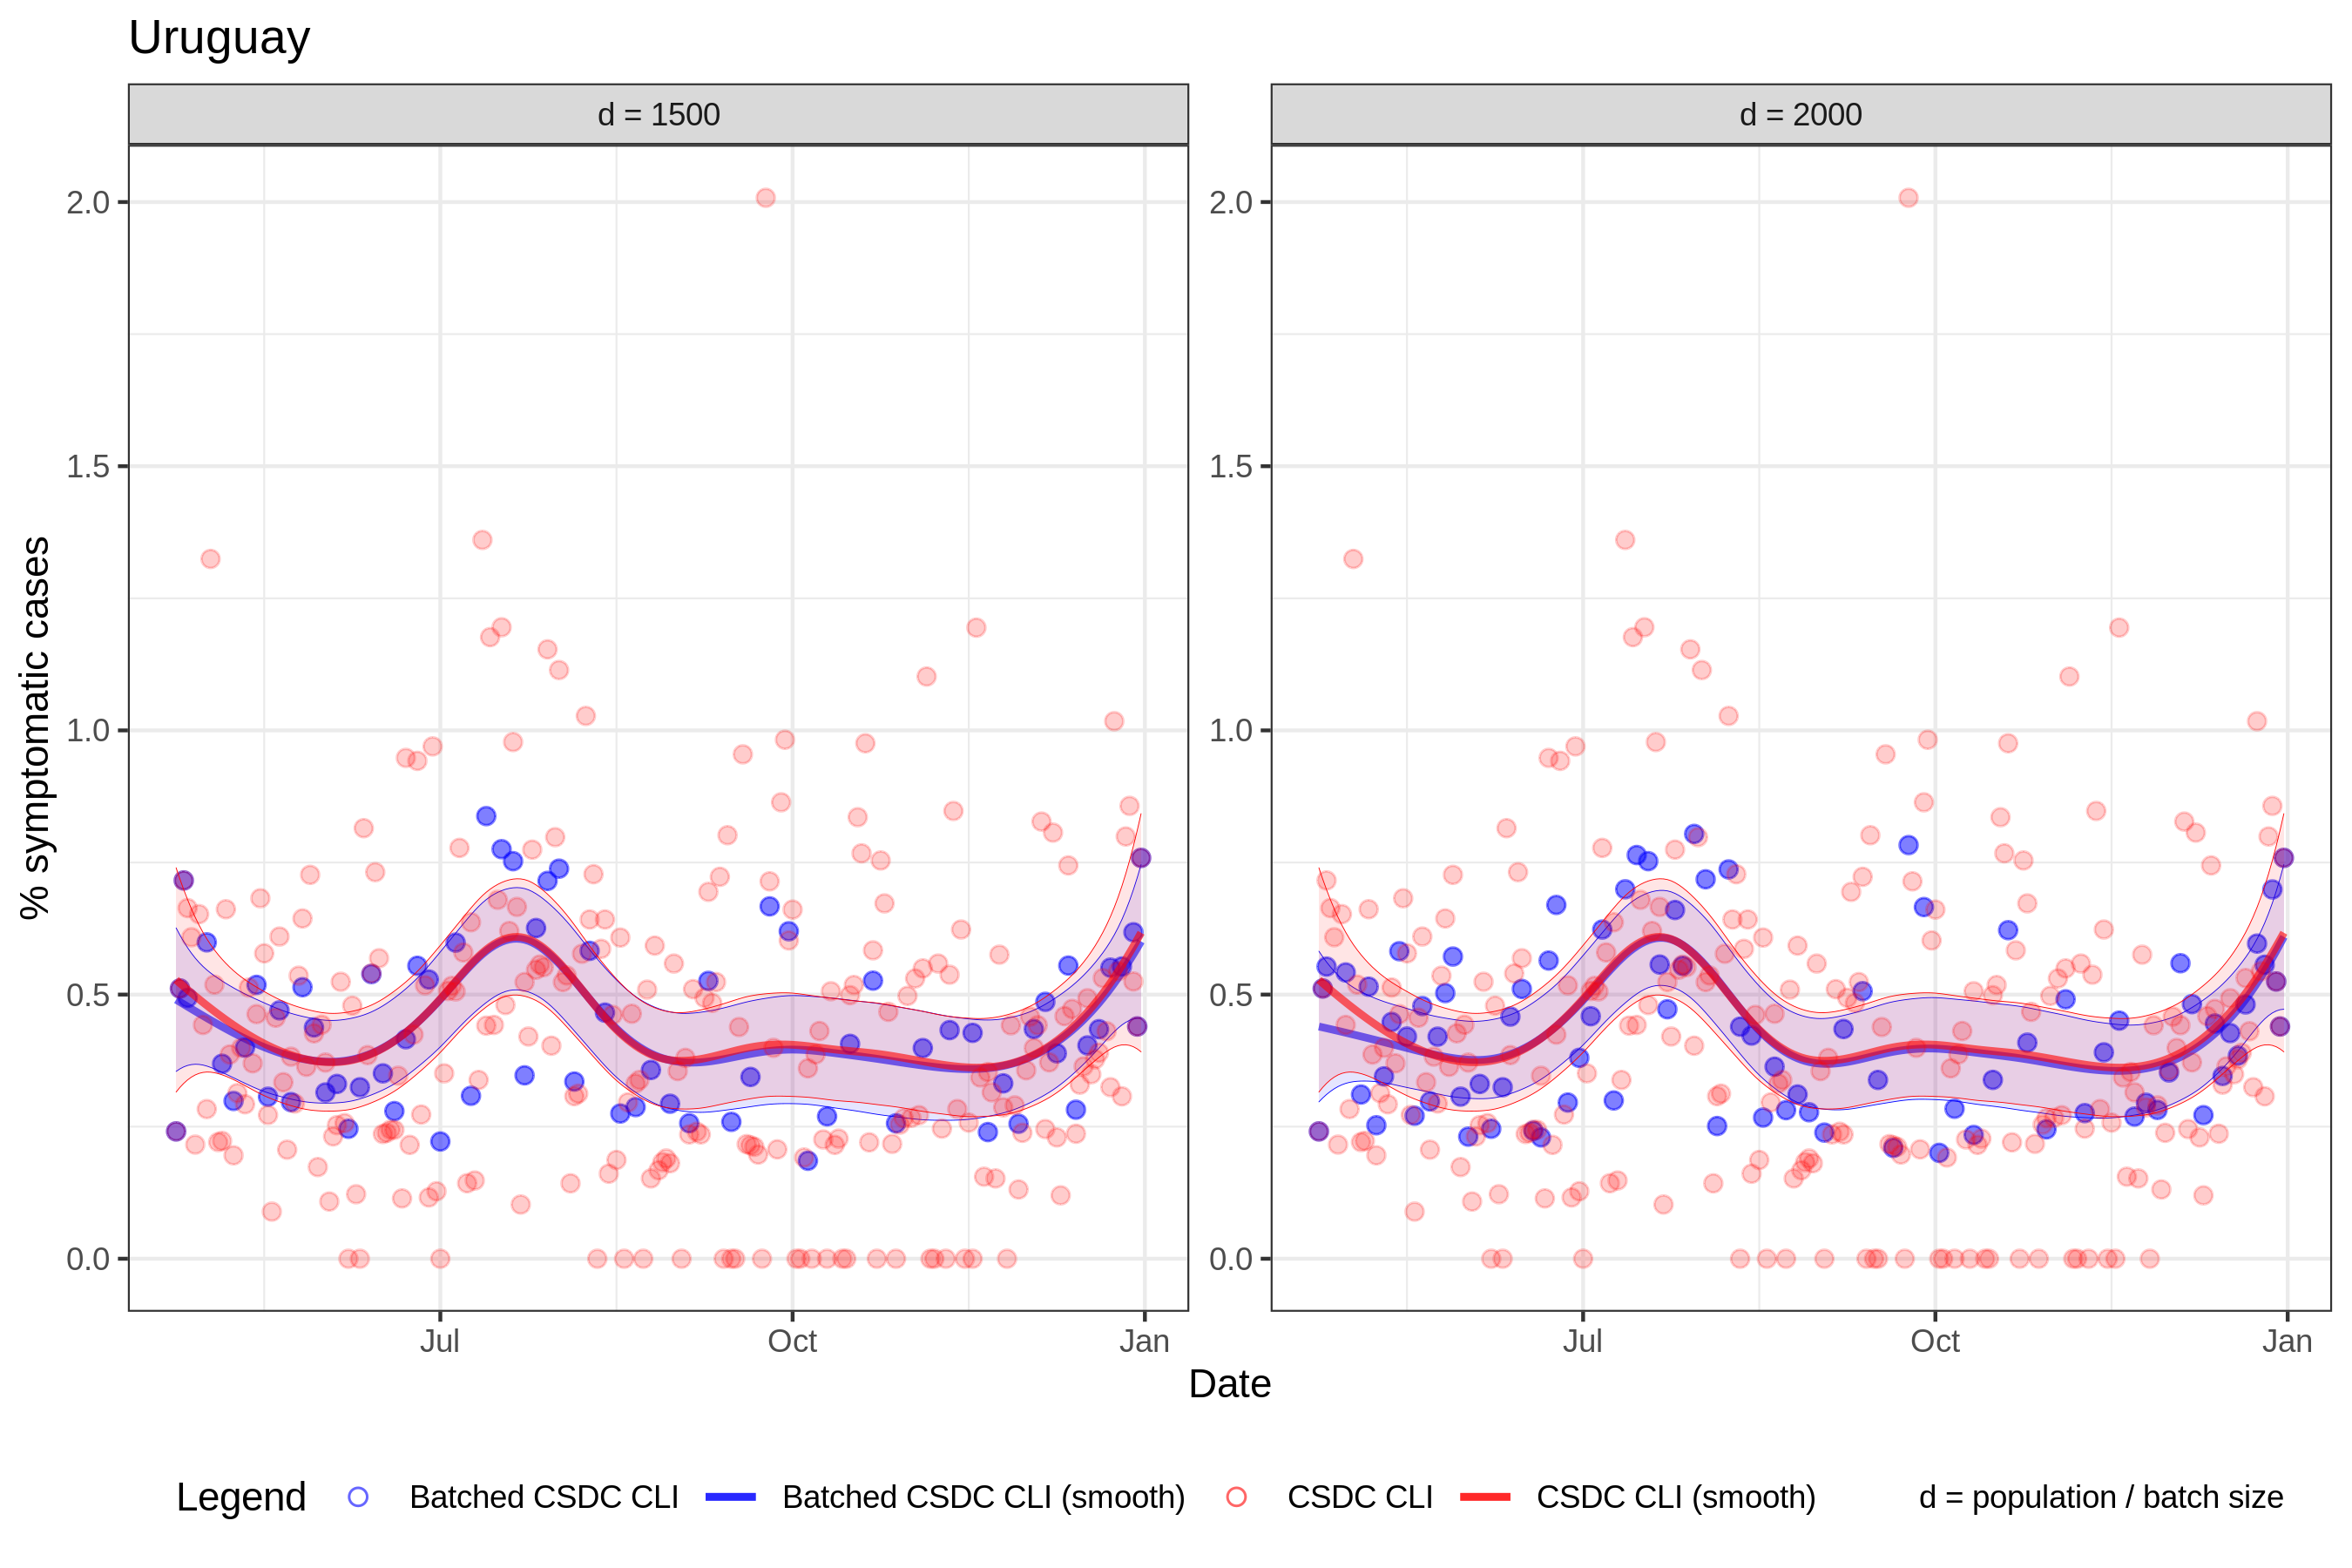 Uruguay
d = 1500
d = 2000
% symptomatic cases
2.0
1.5
1.0
0.5
0.0
2.0
1.5
1.0
0.5
0.0
Jul
Oct
Jan
Jul
Oct
Jan
Date
Legend
Batched CSDC CLI
Batched CSDC CLI (smooth)
CSDC CLI
CSDC CLI (smooth)
d = population / batch size